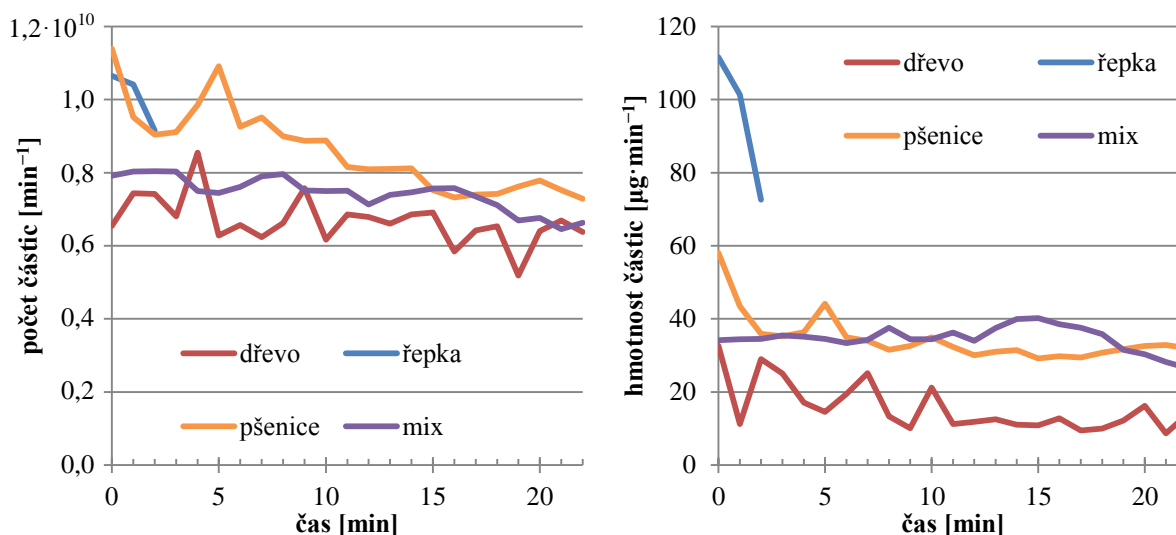 1,2· 10¹⁰
1,0
0,8
0,6
0,4
0,2
0,0
počet částic [min⁻¹]
dřevo
řepka
pšenice
mix
0
5
10
15
20
čas [min]
120
100
80
60
40
20
0
hmotnost částic [µg·min⁻¹]
dřevo
řepka
pšenice
mix
0
5
10
15
20
čas [min]